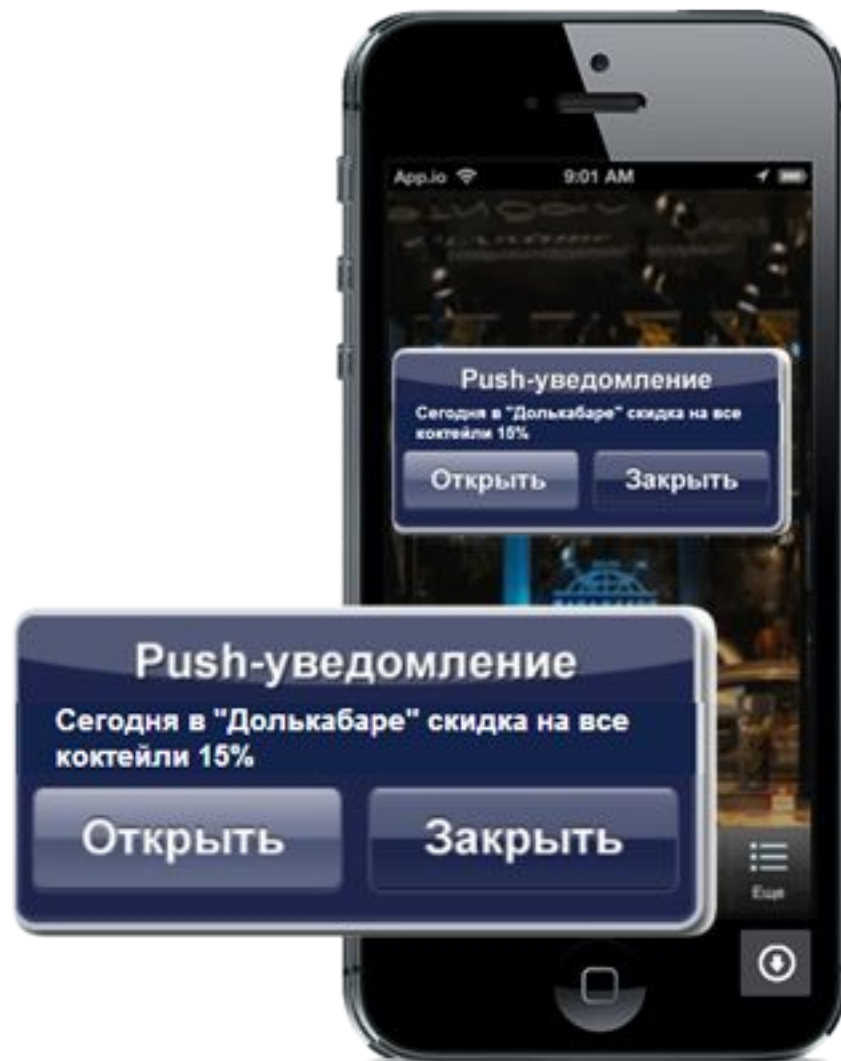 App.io 9:01 AM
Push-уведомление
Сегодня в "Долькабаре" скидка на все
коктейли 15%
Открыть Закрыть
Push-уведомление
Сегодня в "Долькабаре" скидка на все
коктейли 15%
Открыть Закрыть
Еще